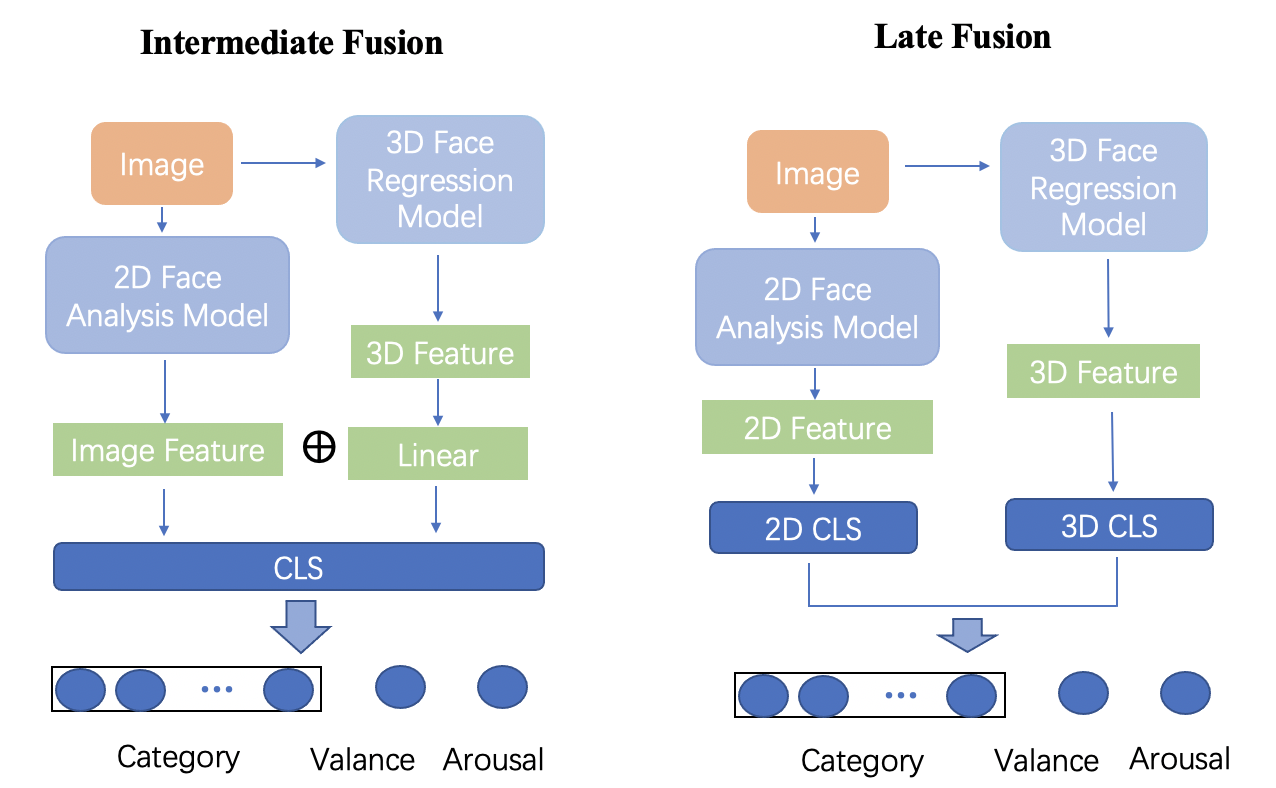 Intermediate Fusion
Image
3D Face
Regression
Model
2D Face
Analysis Model
3D Feature
Image Feature
Linear
CLS
Category
Valance
Arousal
Late Fusion
Image
3D Face
Regression
Model
2D Face
Analysis Model
3D Feature
2D Feature
2D CLS
3D CLS
Category
Valance
Arousal